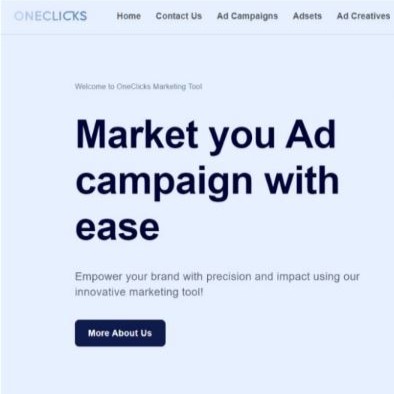 ONECLICKS
Home Contact Us Ad Campaigns Adsets Ad Creatives
Welcome to OneClicks Marketing Tool
Market you Ad
campaign with
ease
Empower your brand with precision and impact using our
innovative marketing tool!
More About Us